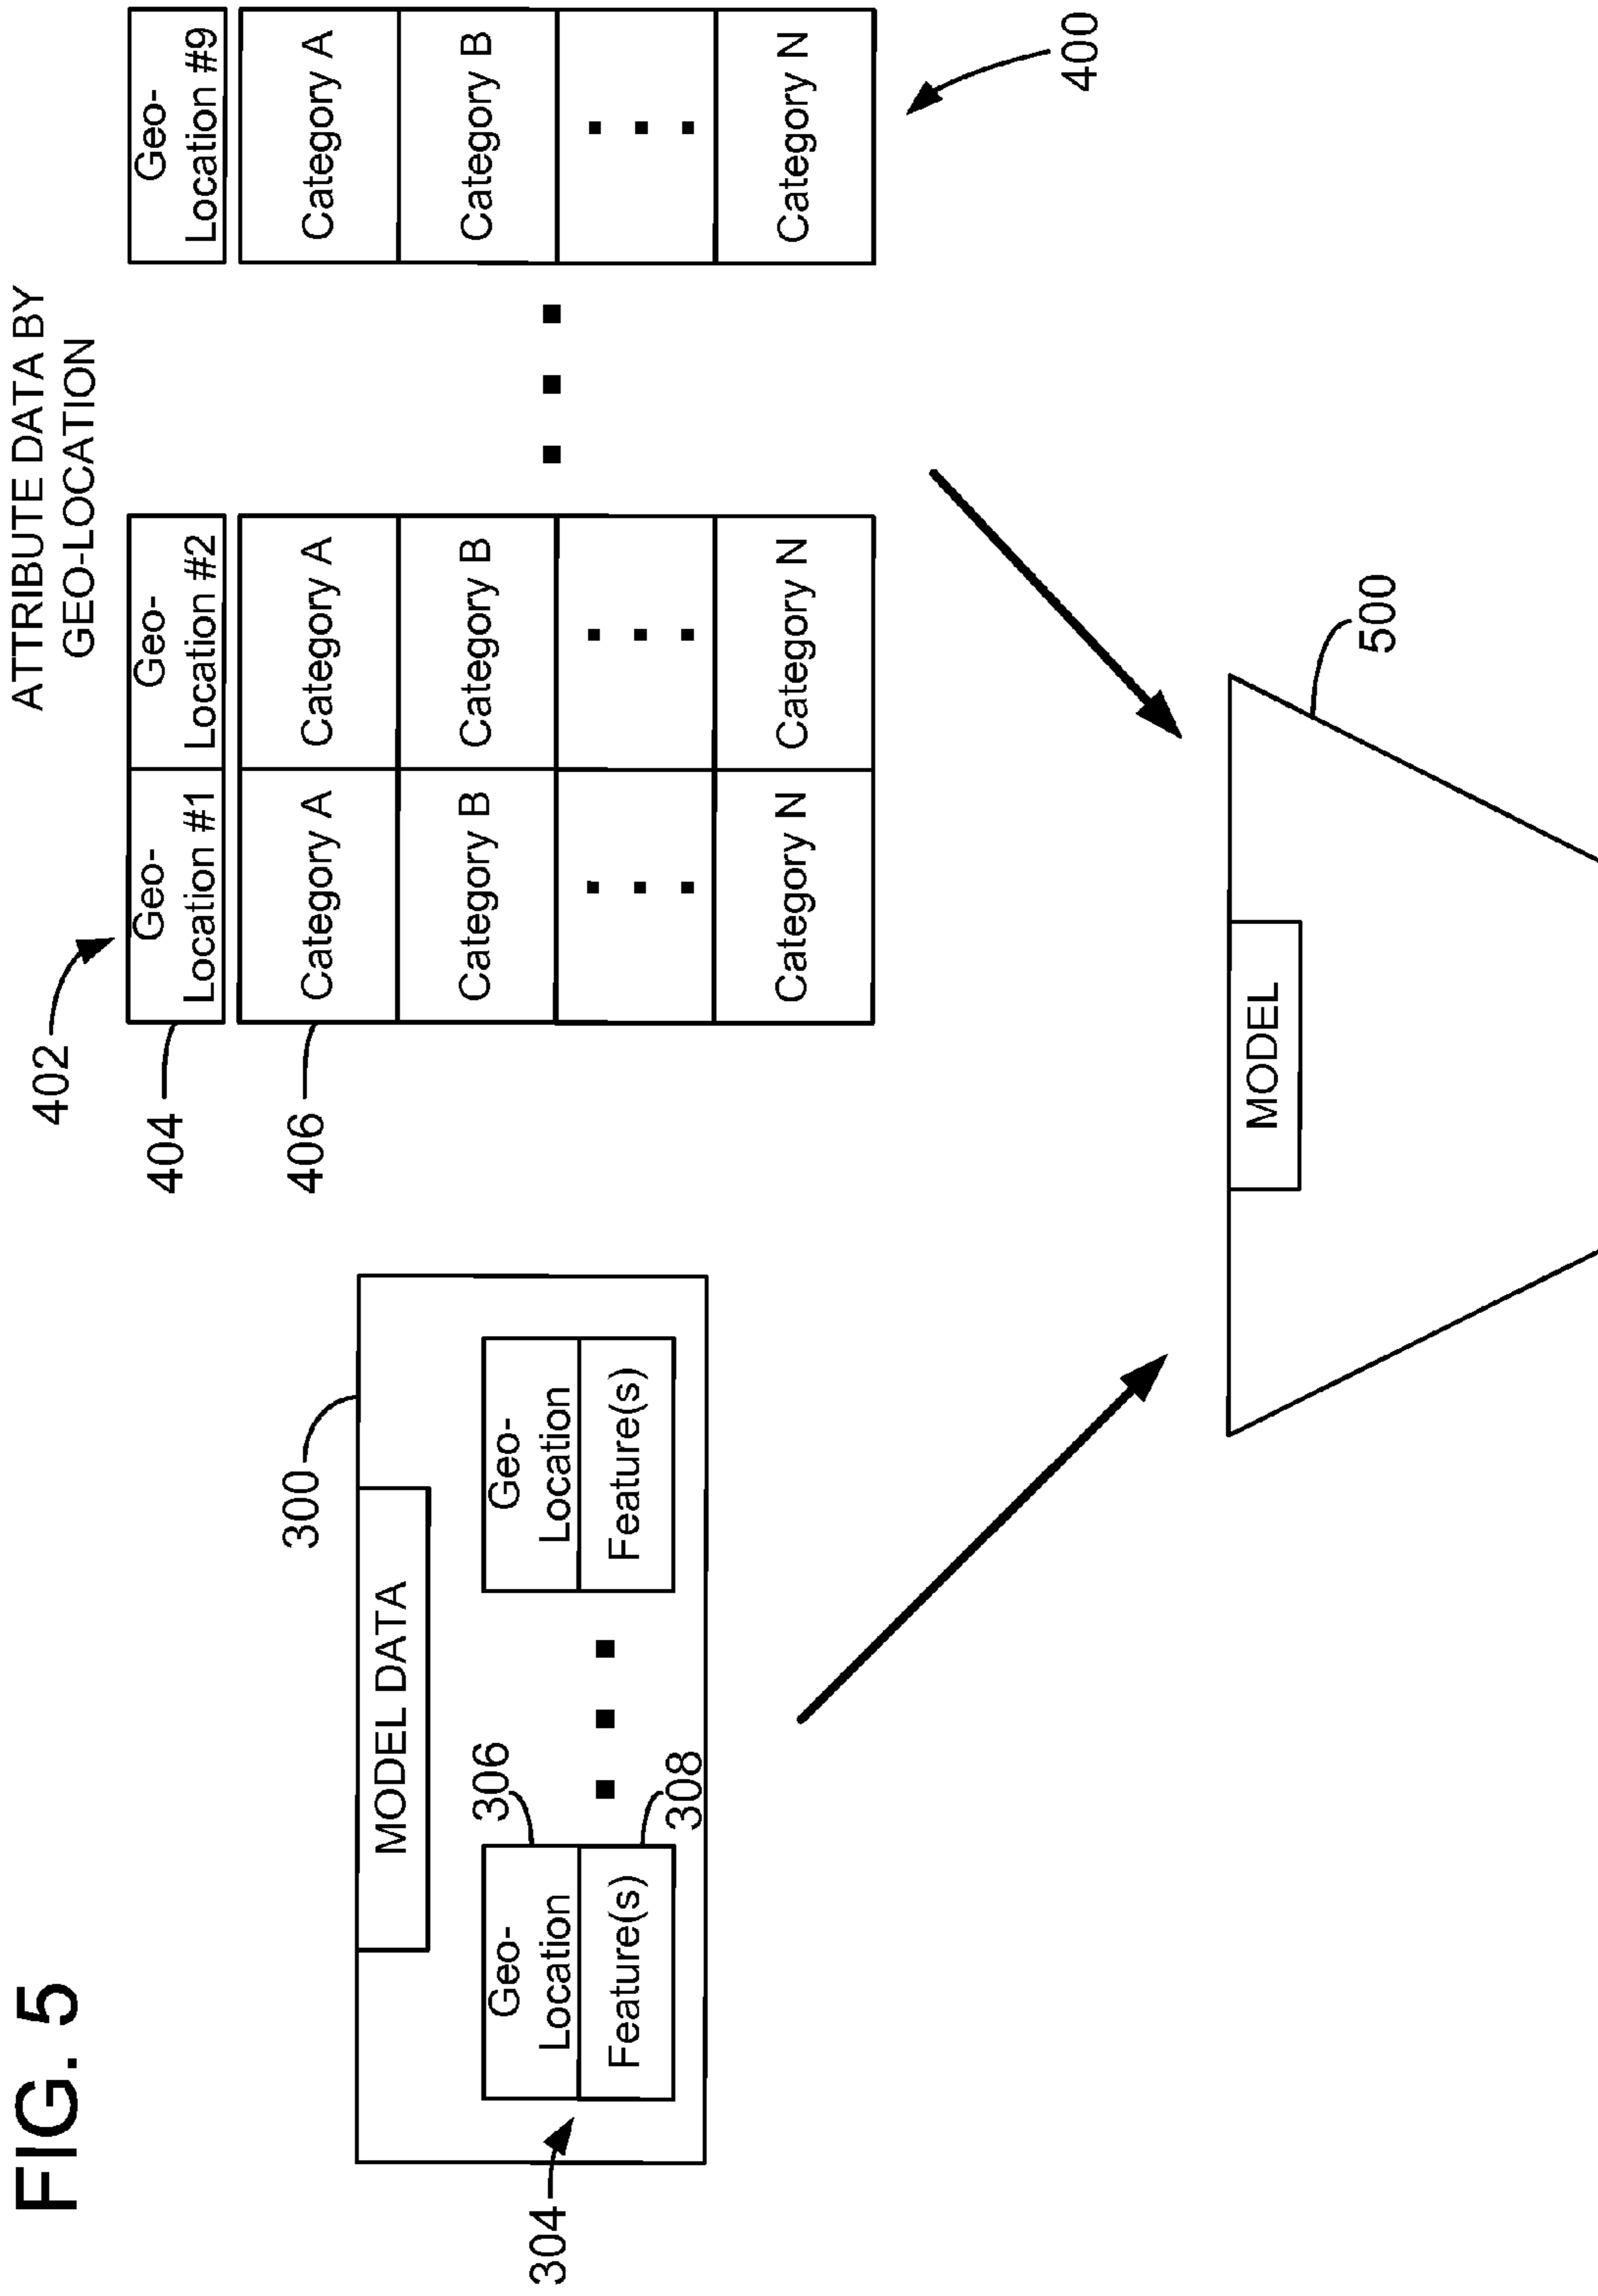 FIG. 5
ATTRIBUTE DATA BY
GEO-LOCATION
402
404
406
Geo-
Location #1
Geo-
Location #2
Geo-
Location #9
Category A
Category A
Category A
Category B
Category B
Category B
Category N
Category N
Category N
400
300
MODEL DATA
304
306
308
Geo-
Location
Feature(s)
Geo-
Location
Feature(s)
MODEL
500